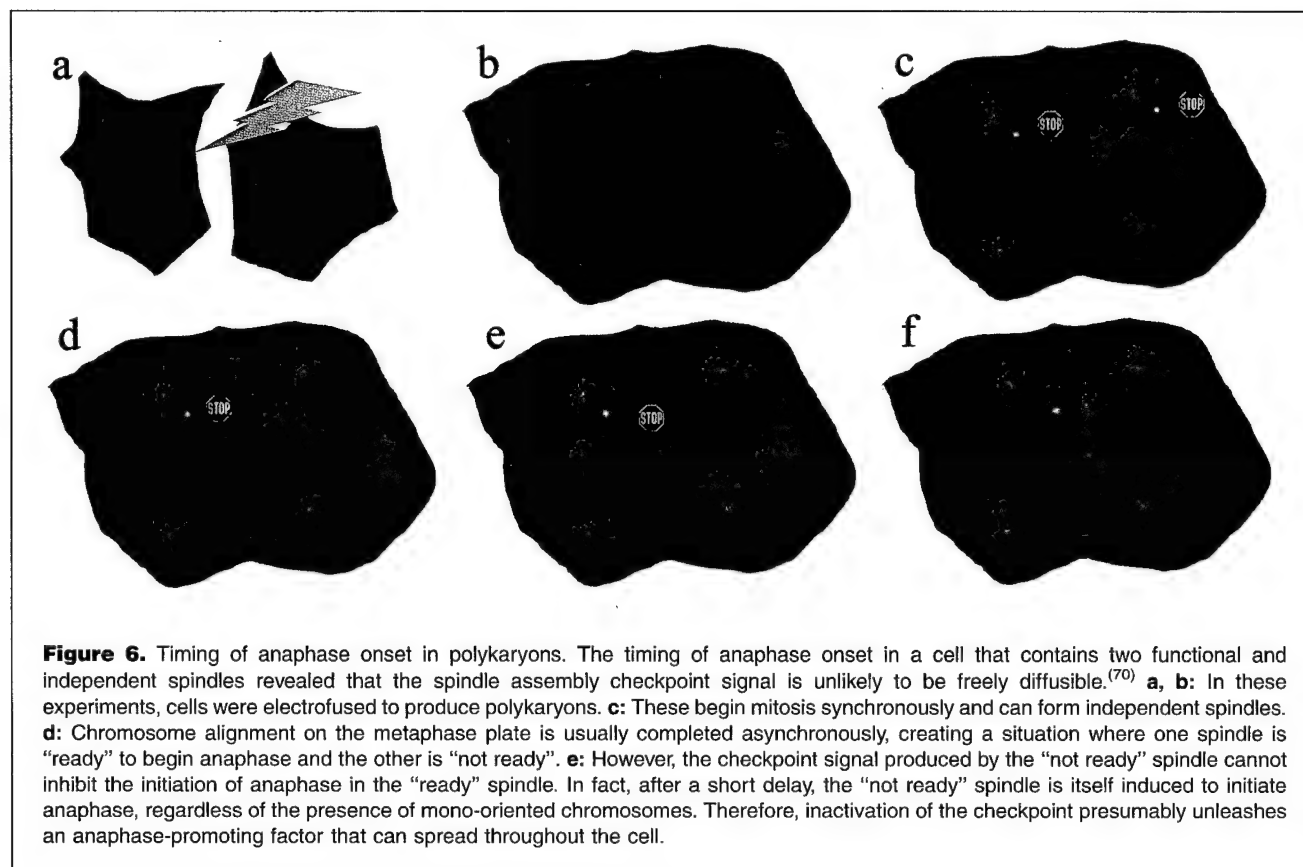 a
b
c
STOP
STOP
d
STOP
e
STOP
f
Figure 6. Timing of anaphase onset in polykaryons. The timing of anaphase onset in a cell that contains two functional and
independent spindles revealed that the spindle assembly checkpoint signal is unlikely to be freely diffusible.(70) a, b: In these
experiments, cells were electrofused to produce polykaryons. c: These begin mitosis synchronously and can form independent spindles.
d: Chromosome alignment on the metaphase plate is usually completed asynchronously, creating a situation where one spindle is
“ready” to begin anaphase and the other is “not ready”. e: However, the checkpoint signal produced by the “not ready” spindle cannot
inhibit the initiation of anaphase in the “ready” spindle. In fact, after a short delay, the “not ready” spindle is itself induced to initiate
anaphase, regardless of the presence of mono-oriented chromosomes. Therefore, inactivation of the checkpoint presumably unleashes
an anaphase-promoting factor that can spread throughout the cell.